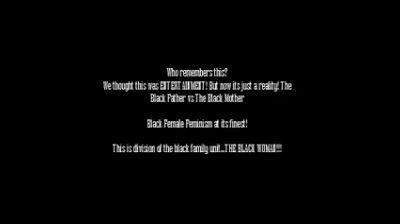 Who remembers this?
We thought this was ENTERTAINMENT! But now its just a reality! The
Black Father vs The Black Mother
Black Female Feminism at its finest!
This is division of the black family unit...THE BLACK WOMAN!!!